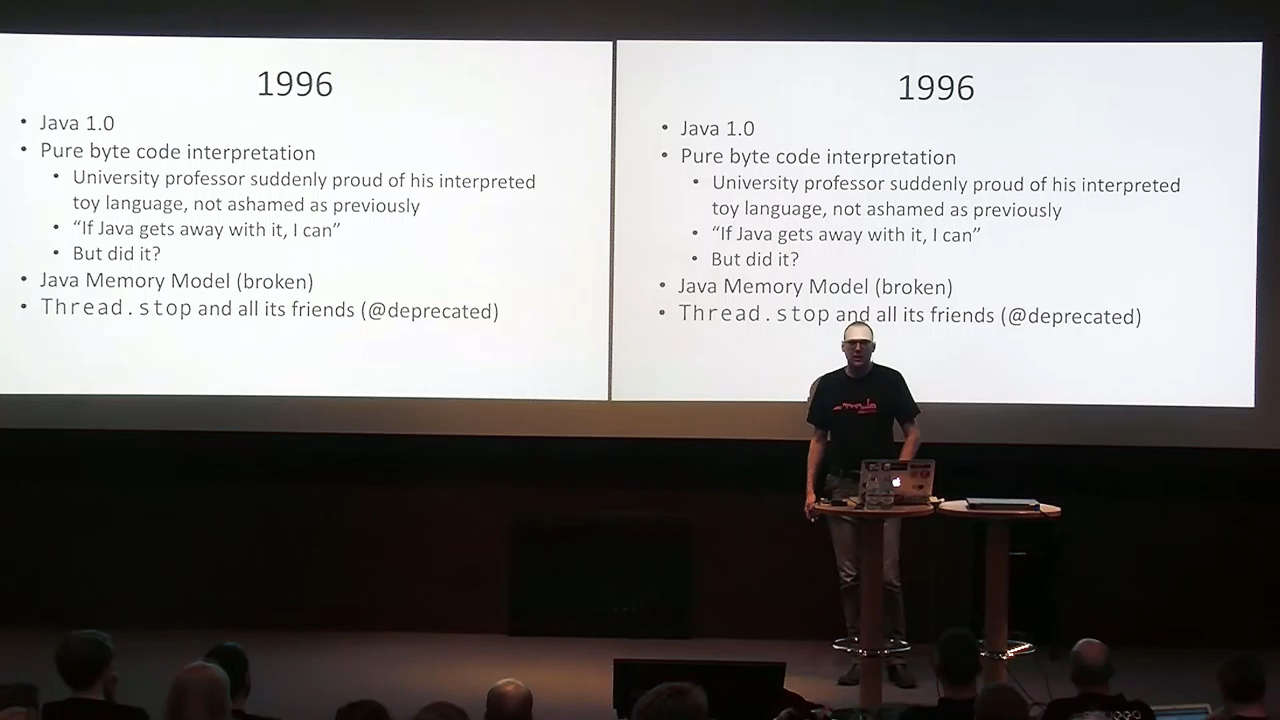 1996
• Java 1.0
• Pure byte code interpretation
• University professor suddenly proud of his interpreted
toy language, not ashamed as previously
• “If Java gets away with it, I can”
• But did it?
• Java Memory Model (broken)
• Thread.stop and all its friends (@deprecated)
1996
• Java 1.0
• Pure byte code interpretation
• University professor suddenly proud of his interpreted
toy language, not ashamed as previously
• “If Java gets away with it, I can”
• But did it?
• Java Memory Model (broken)
• Thread.stop and all its friends (@deprecated)